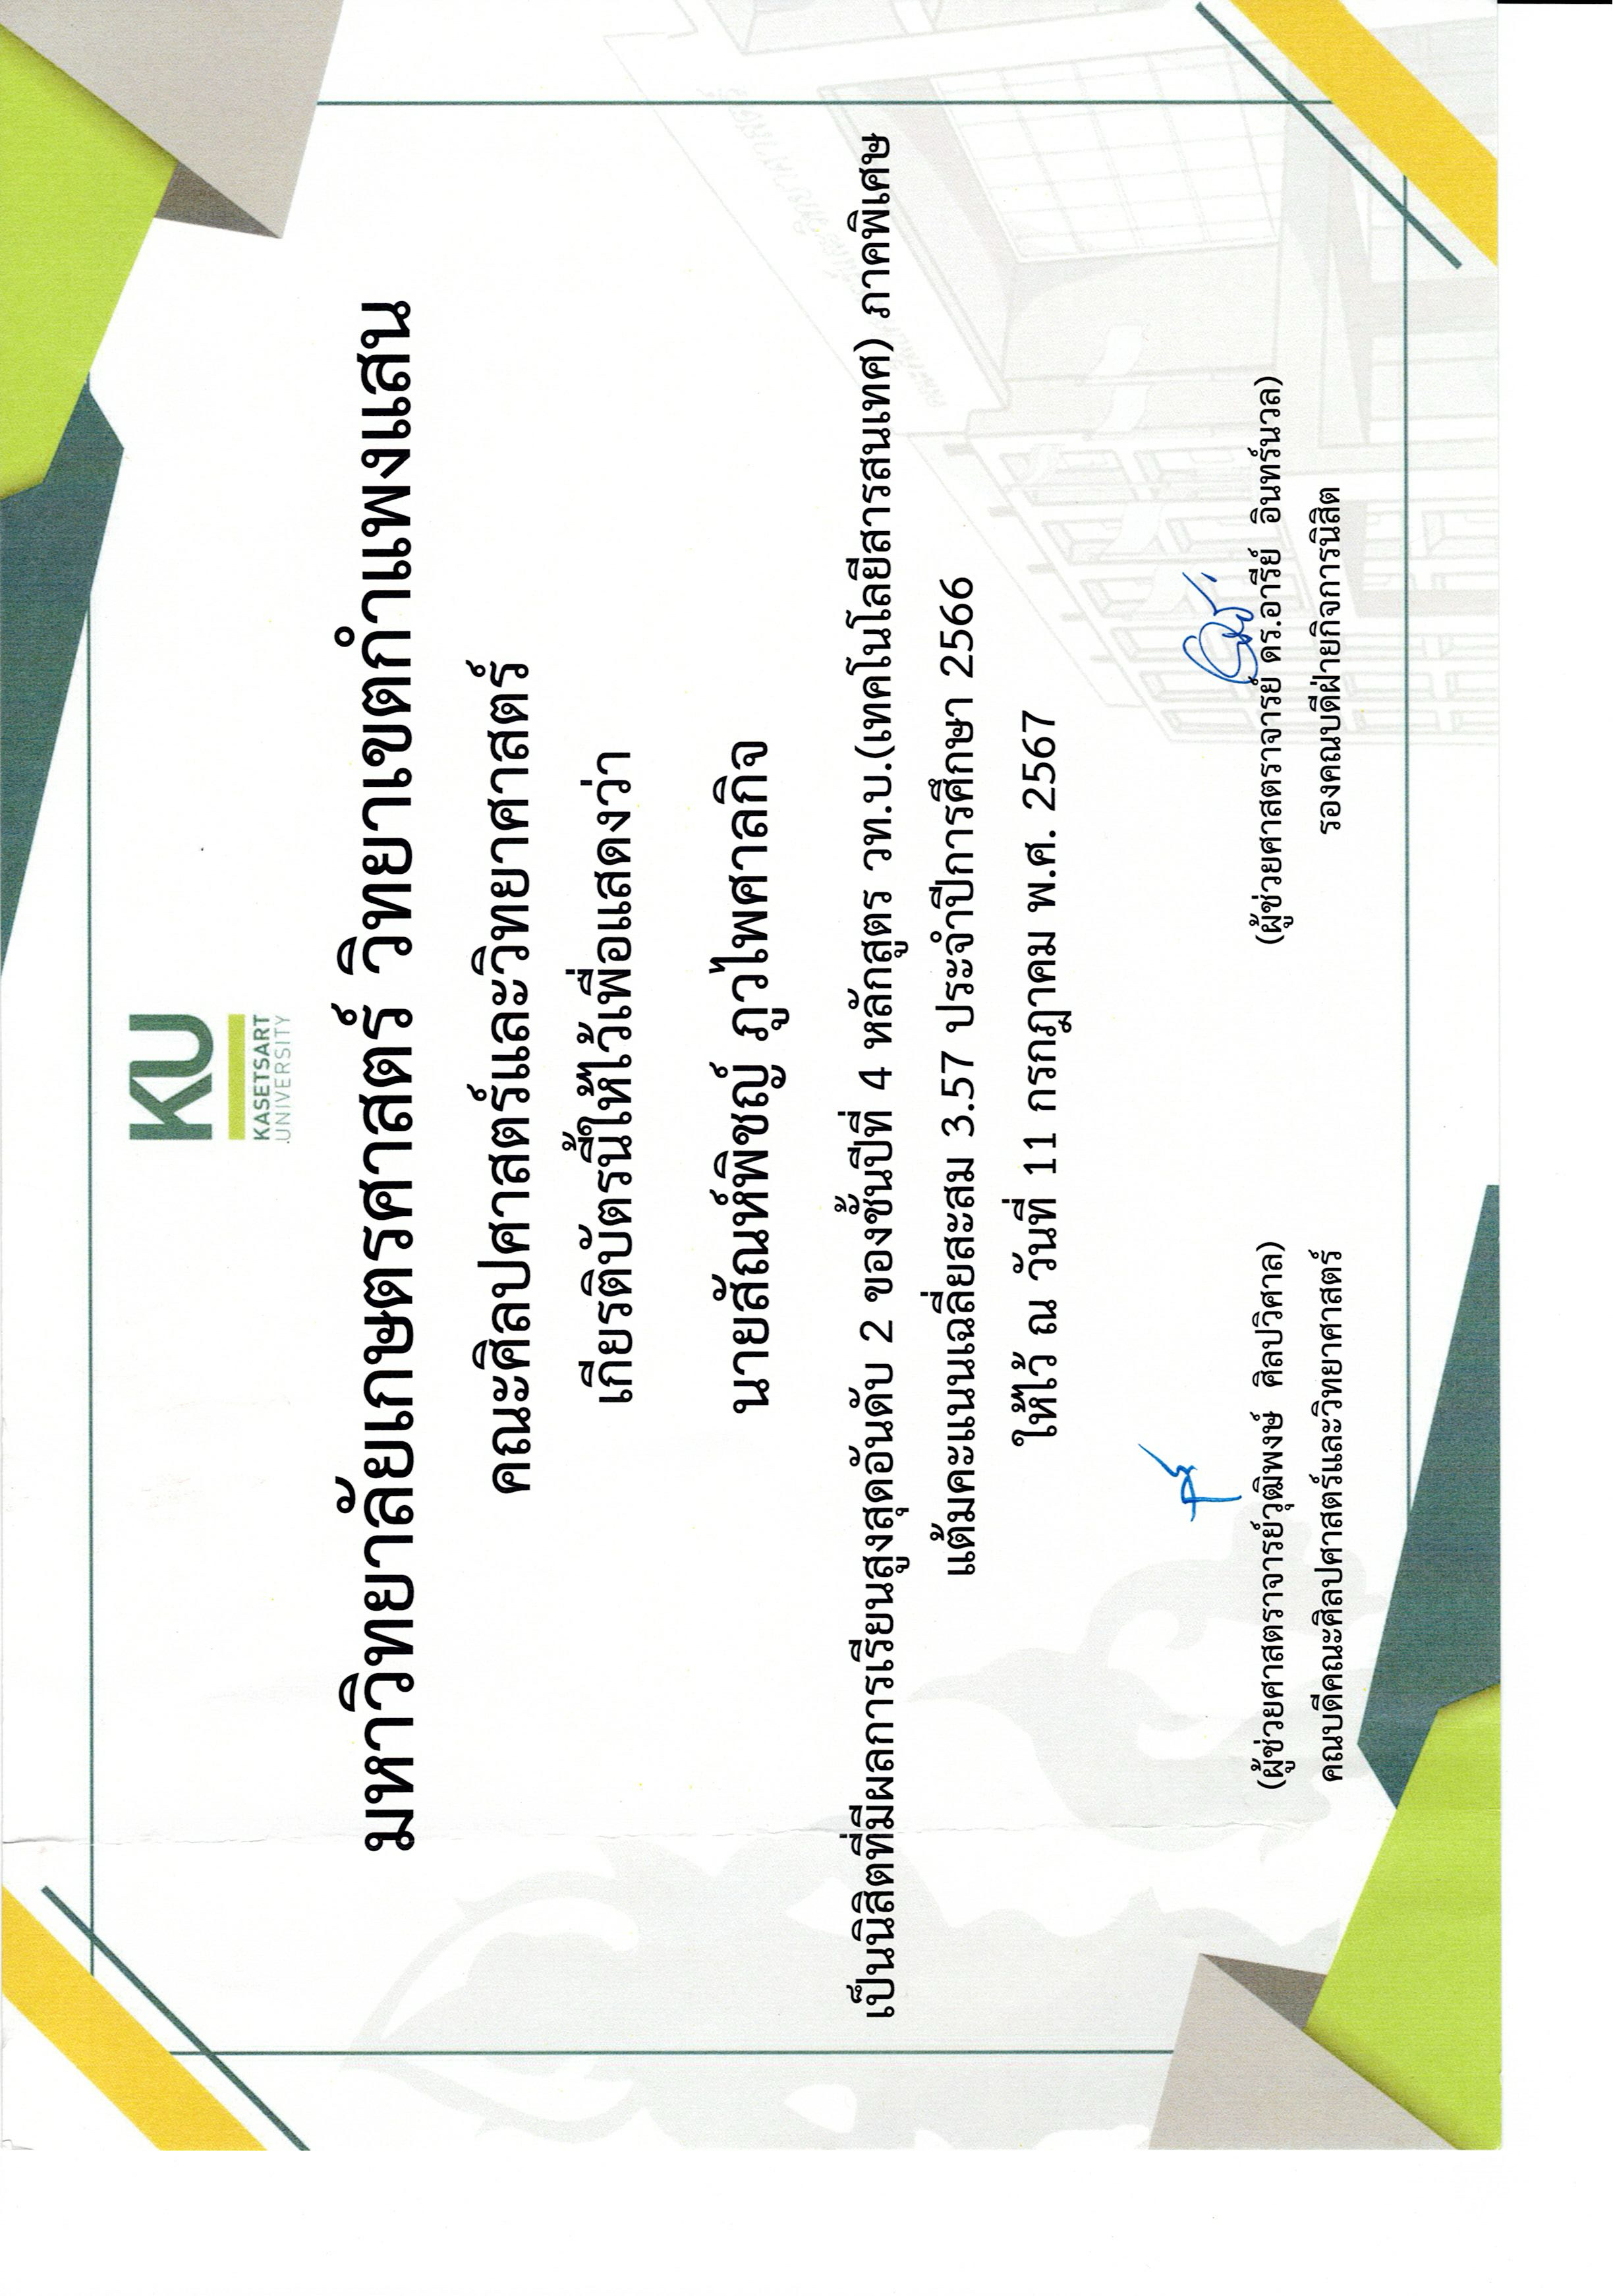 KU
KASETSART
UNIVERSITY
มหาวิทยาลัยเกษตรศาสตร์ วิทยาเขตกำแพงแสน
คณะศิลปศาสตร์และวิทยาศาสตร์
เกียรติบัตรนี้ให้ไว้เพื่อแสดงว่า
นายสัณห์พิชญ์ ภูวไพศาลกิจ
เป็นนิสิตที่มีผลการเรียนสูงสุดอันดับ 2 ของชั้นปีที่ 4 หลักสูตร วท.บ.(เทคโนโลยีสารสนเทศ) ภาคพิเศษ
แต้มคะแนนเฉลี่ยสะสม 3.57 ประจำปีการศึกษา 2566
ให้ไว้ ณ วันที่ 11 กรกฎาคม พ.ศ. 2567
(ผู้ช่วยศาสตราจารย์วุฒิพงษ์ ศิลปวิศาล)
คณบดีคณะศิลปศาสตร์และวิทยาศาสตร์
(ผู้ช่วยศาสตราจารย์ ดร.อารีย์ อินทร์นวล)
รองคณบดีฝ่ายกิจการนิสิต